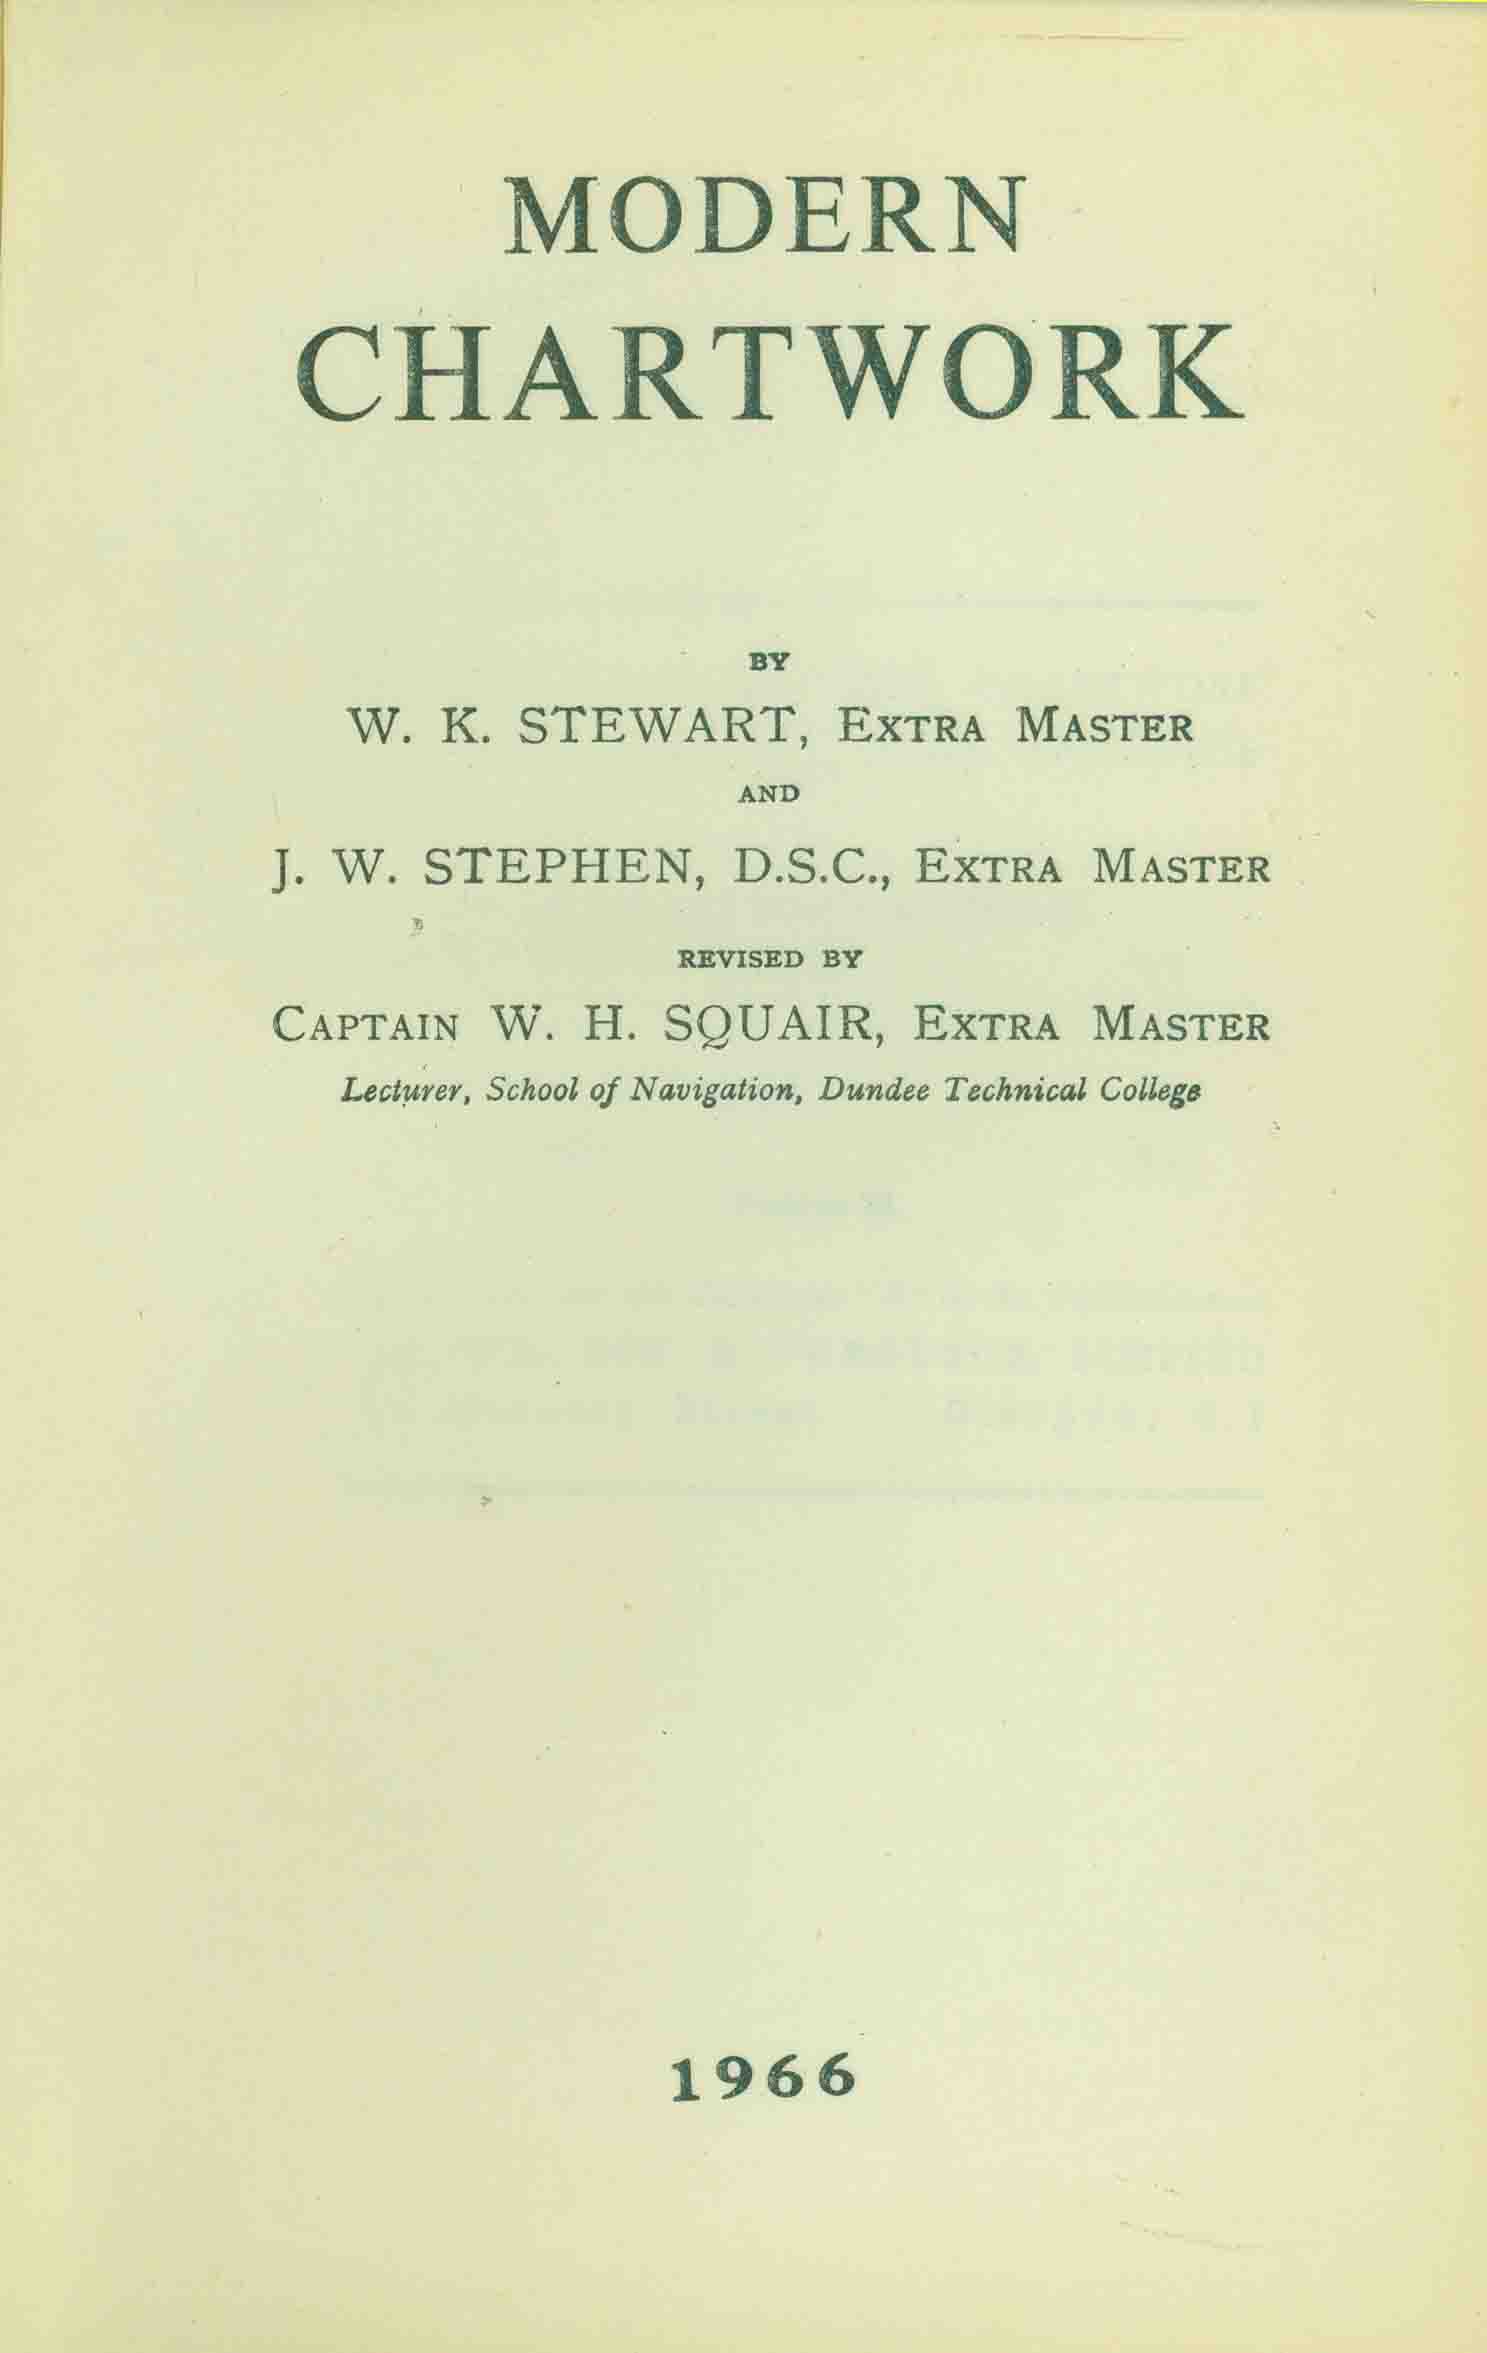 MODERN
CHARTWORK
BY
W. K. STEWART, EXTRA MASTER
AND
J. W. STEPHEN, D.S.C., EXTRA MASTER
REVISED BY
CAPTAIN W. H. SQUAIR, EXTRA MASTER
Lecturer, School of Navigation, Dundee Technical College
1966